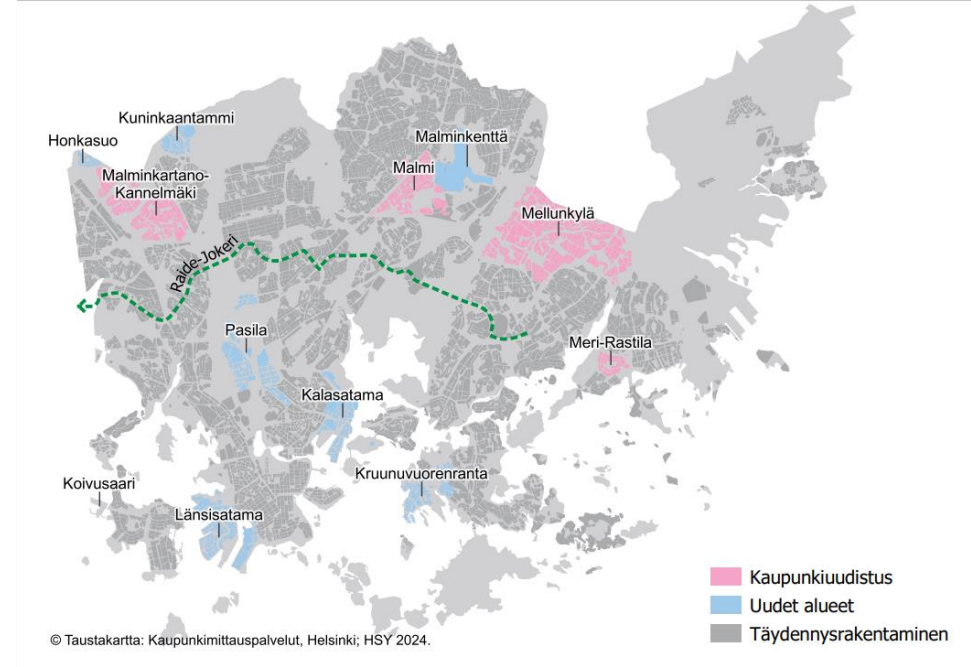 Kuninkaantammi
Honkasuo
Malminkartano-
Kannelmäki
Malminkenttä
Malmi
Mellunkylä
Raide-Jokeri
Pasila
Meri-Rastila
Kalasatama
Kruunuvuorenranta
Koivusaari
Länsisatama
Kaupunkiuudistus
Uudet alueet
Täydennysrakentaminen
© Taustakartta: Kaupunkimittauspalvelut, Helsinki; HSY 2024.